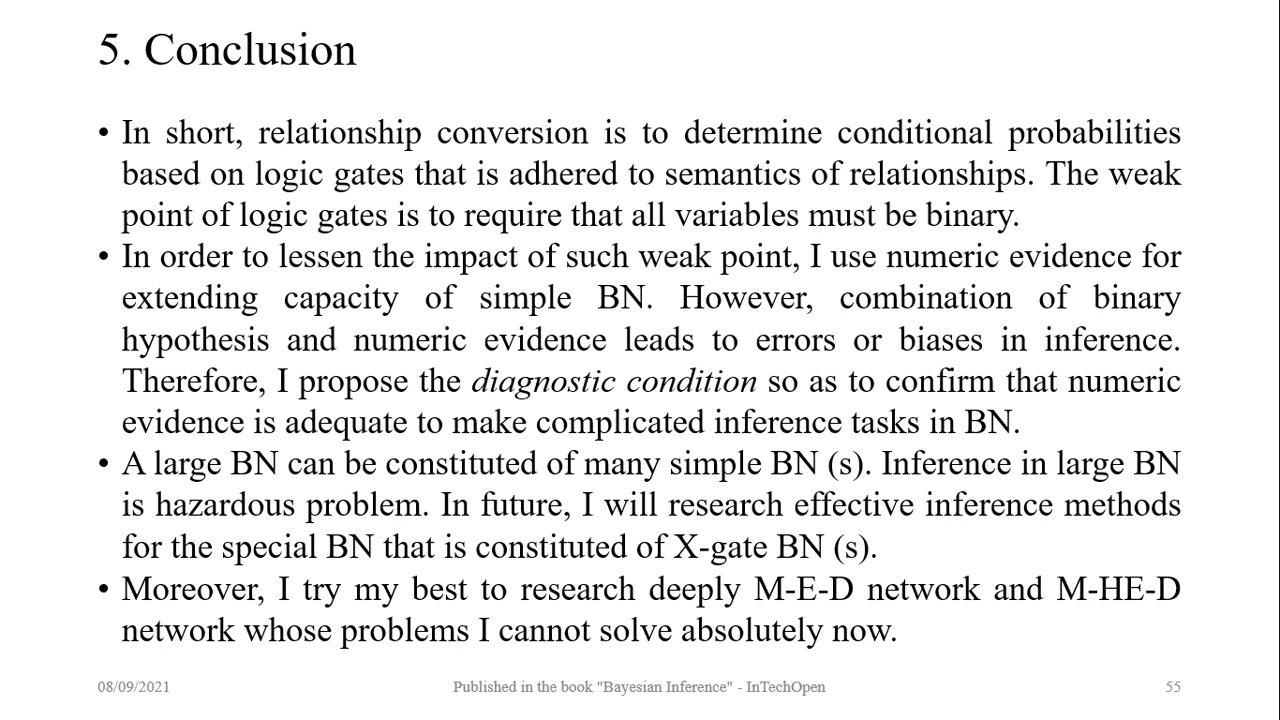 5. Conclusion
• In short, relationship conversion is to determine conditional probabilities
based on logic gates that is adhered to semantics of relationships. The weak
point of logic gates is to require that all variables must be binary.
• In order to lessen the impact of such weak point, I use numeric evidence for
extending capacity of simple BN. However, combination of binary
hypothesis and numeric evidence leads to errors or biases in inference.
Therefore, I propose the diagnostic condition so as to confirm that numeric
evidence is adequate to make complicated inference tasks in BN.
• A large BN can be constituted of many simple BN (s). Inference in large BN
is hazardous problem. In future, I will research effective inference methods
for the special BN that is constituted of X-gate BN (s).
• Moreover, I try my best to research deeply M-E-D network and M-HE-D
network whose problems I cannot solve absolutely now.
08/09/2021 Published in the book "Bayesian Inference" - InTechOpen 55